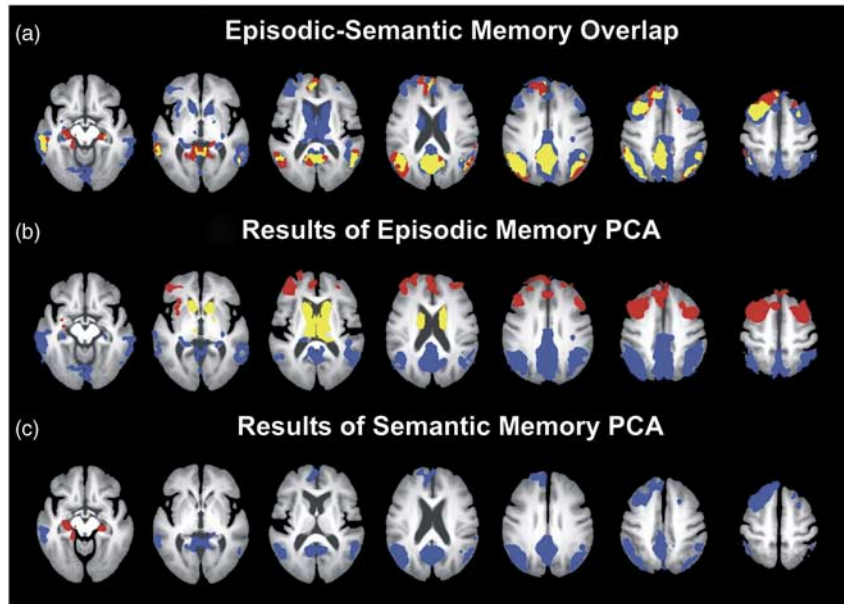 (a)
Episodic-Semantic Memory Overlap
(b)
Results of Episodic Memory PCA
(c)
Results of Semantic Memory PCA